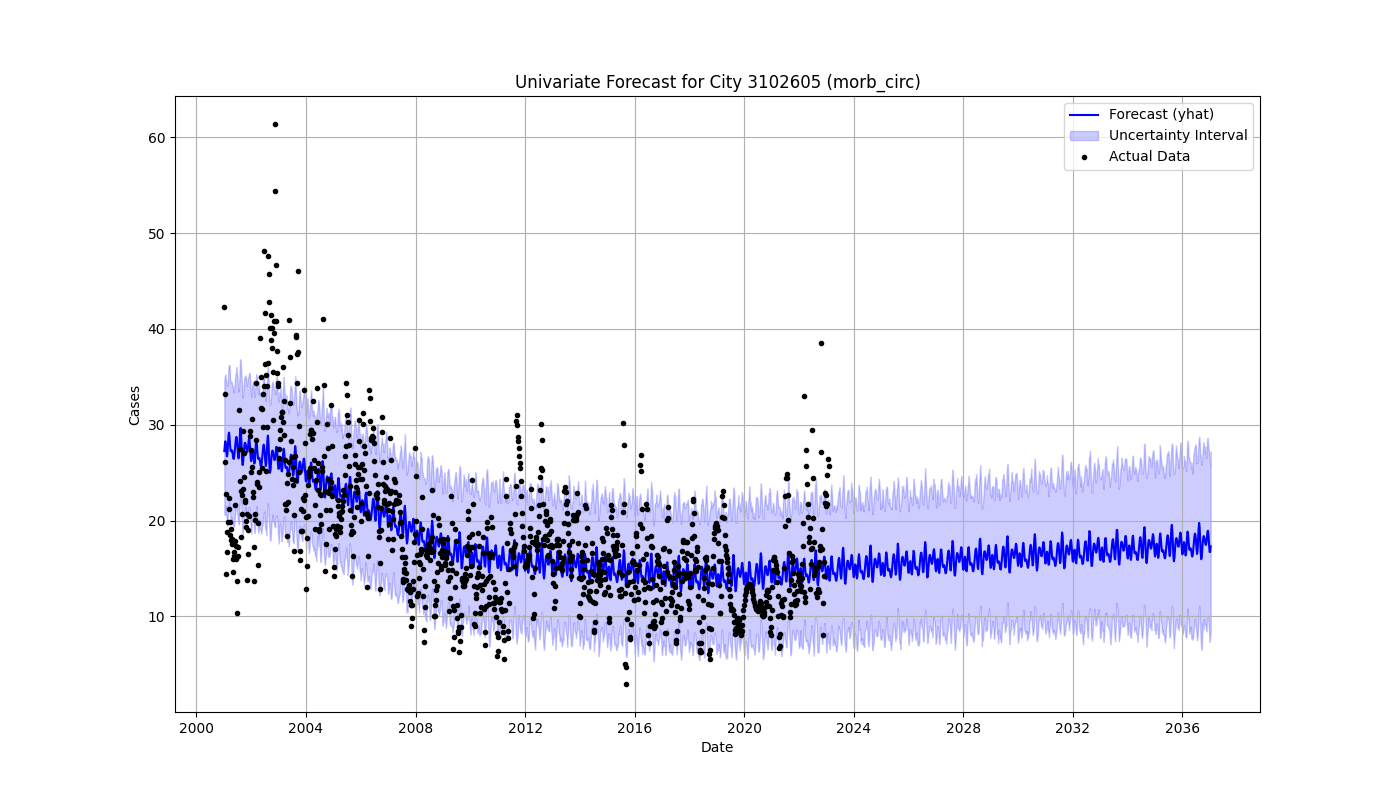 Univariate Forecast for City 3102605 (morb_circ)
Forecast (yhat)
Uncertainty Interval
Actual Data
60
50
40
30
20
10
Cases
2000 2004 2008 2012 2016 2020 2024 2028 2032 2036
Date